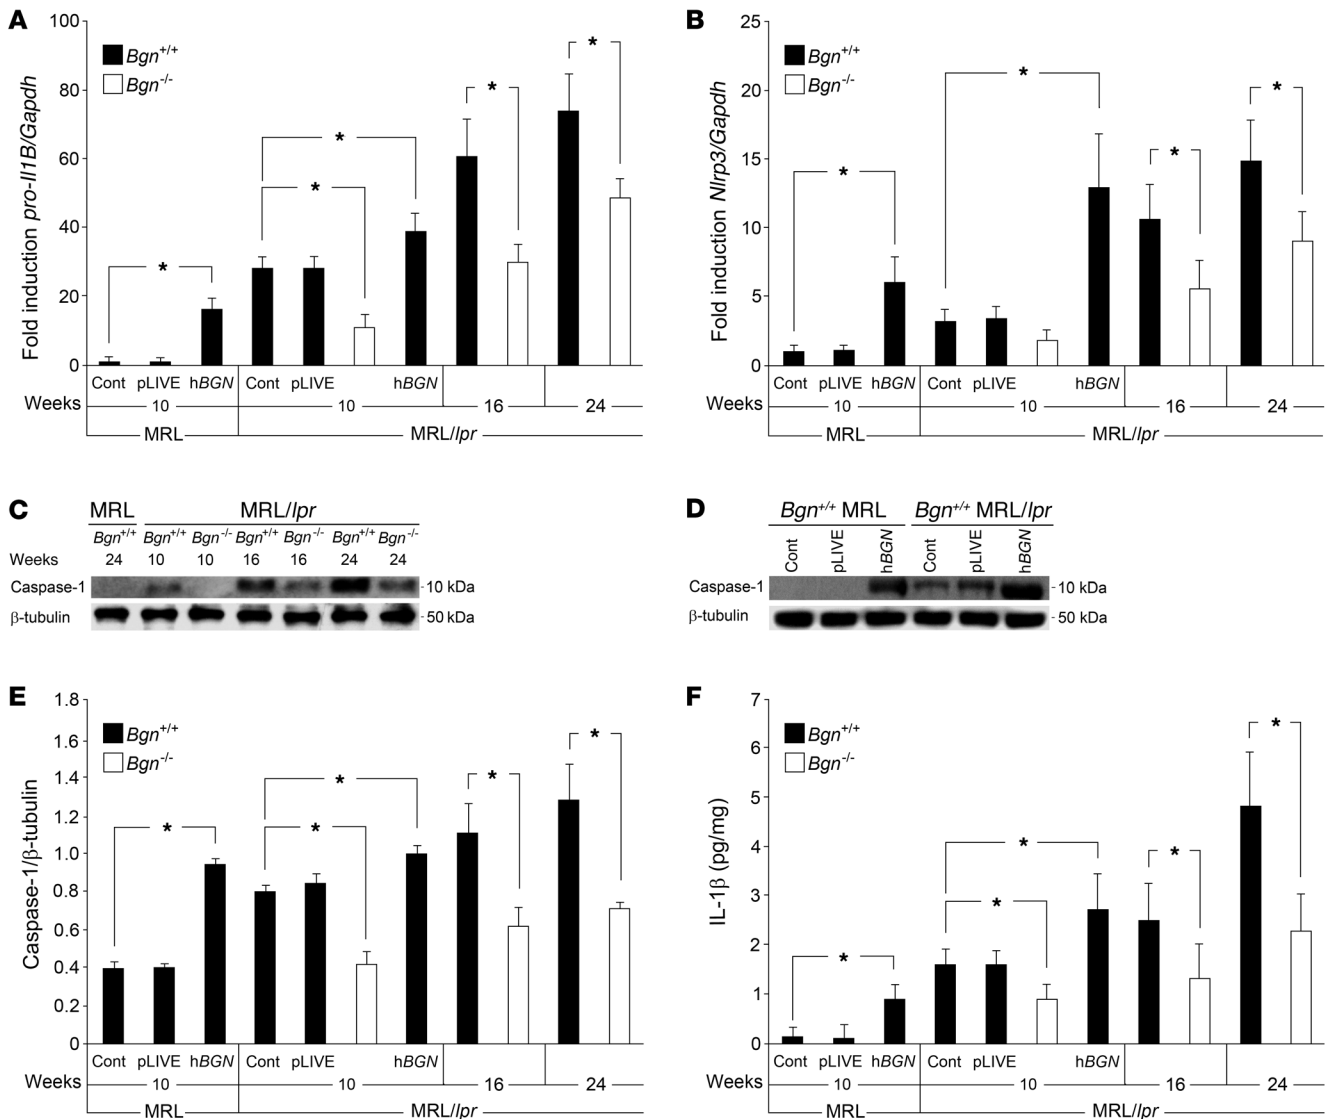 A
Fold induction pro-Il1B/Gapdh
100
80
60
40
20
0
Bgn+/+
Bgn-/-
*
*
*
*
*
Cont pLIVE hBGN Cont pLIVE hBGN
Weeks 10 10 16 24
MRL MRL/lpr
B
Fold induction Nlrp3/Gapdh
25
20
15
10
5
0
Bgn+/+
Bgn-/-
*
*
*
*
Cont pLIVE hBGN Cont pLIVE hBGN
Weeks 10 10 16 24
MRL MRL/lpr
C
MRL MRL/lpr
Bgn+/+ Bgn+/+ Bgn-/- Bgn+/+ Bgn-/- Bgn+/+ Bgn-/-
Weeks 24 10 10 16 16 24 24
Caspase-1 - 10 kDa
β-tubulin - 50 kDa
D
Bgn+/+ MRL Bgn+/+ MRL/lpr
Cont pLIVE hBGN Cont pLIVE hBGN
Caspase-1 - 10 kDa
β-tubulin - 50 kDa
E
Caspase-1/β-tubulin
1.8
1.6
1.4
1.2
1.0
0.8
0.6
0.4
0.2
0
Bgn+/+
Bgn-/-
*
*
*
*
*
Cont pLIVE hBGN Cont pLIVE hBGN
Weeks 10 10 16 24
MRL MRL/lpr
F
IL-1β (pg/mg)
7
6
5
4
3
2
1
0
Bgn+/+
Bgn-/-
*
*
*
*
*
Cont pLIVE hBGN Cont pLIVE hBGN
Weeks 10 10 16 24
MRL MRL/lpr